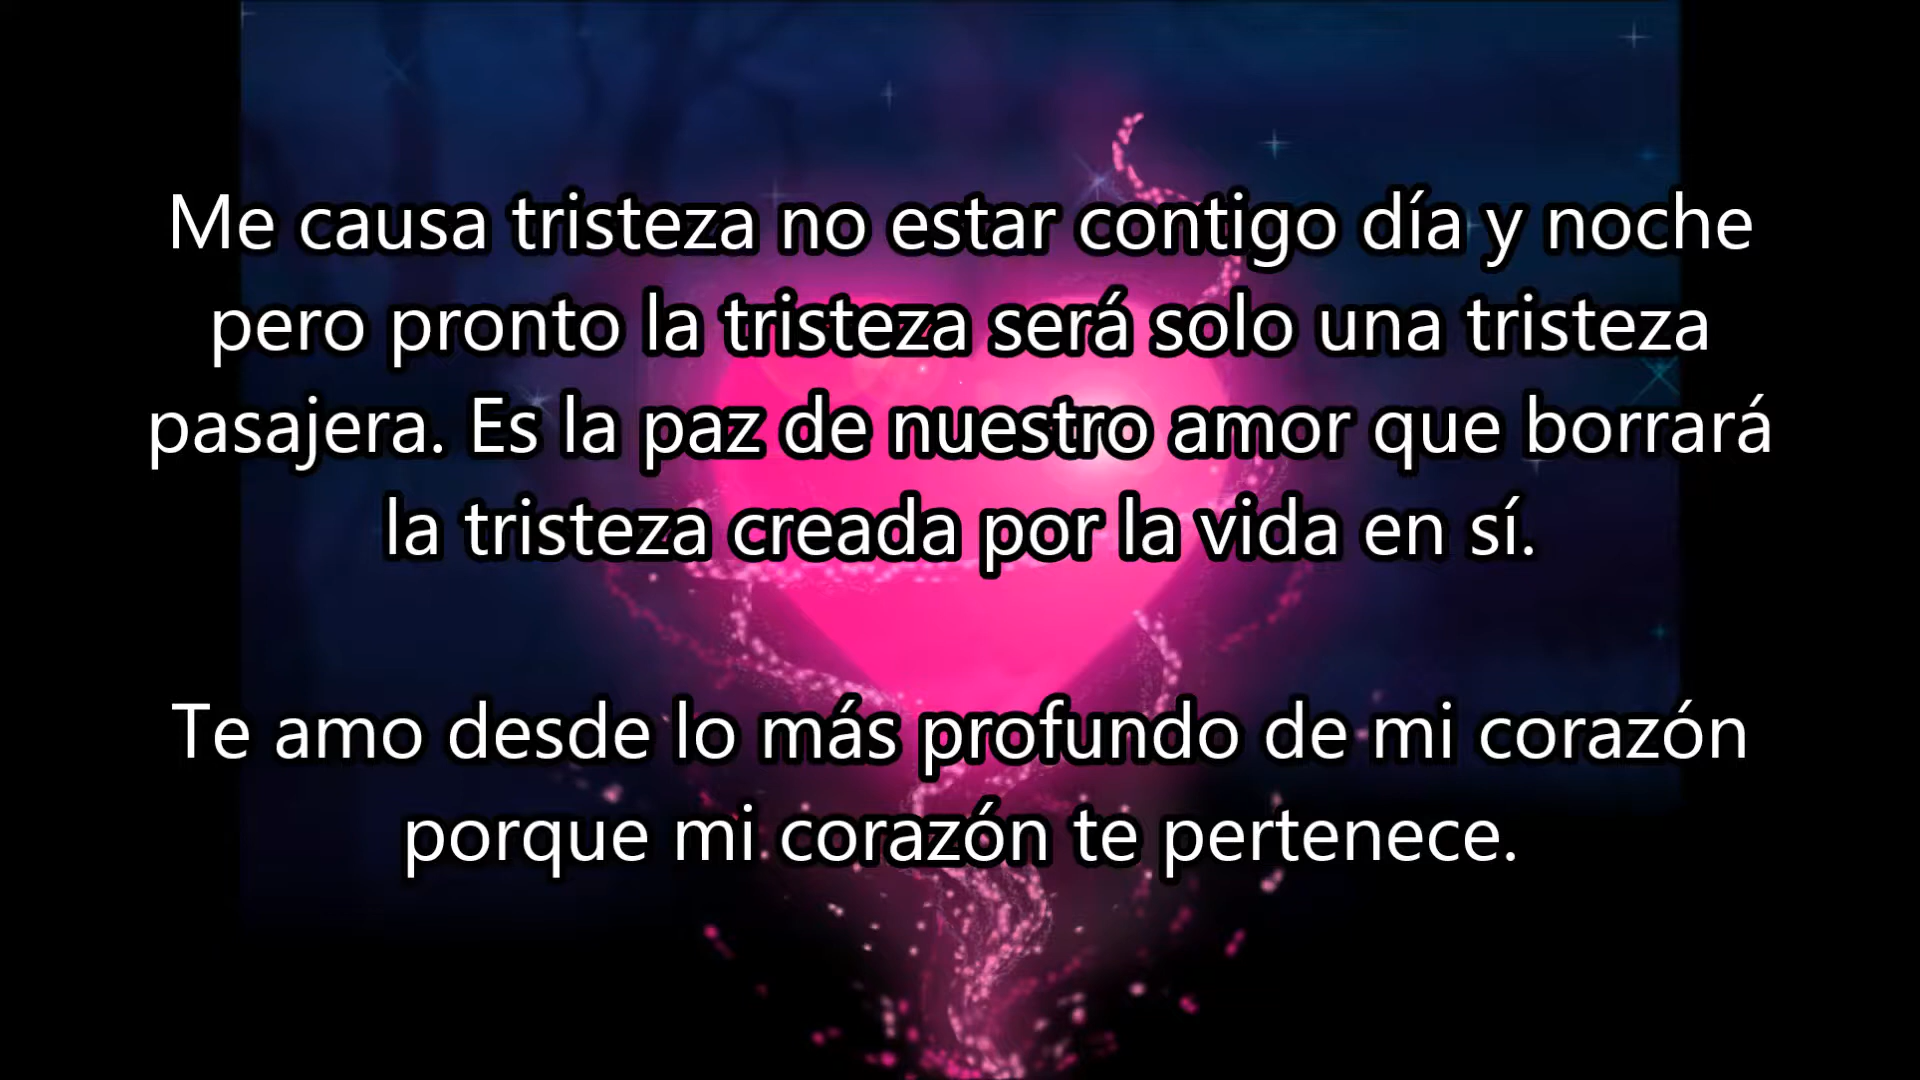 Me causa tristeza no estar contigo día y noche
pero pronto la tristeza será solo una tristeza
pasajera. Es la paz de nuestro amor que borrará
la tristeza creada por la vida en sí.
Te amo desde lo más profundo de mi corazón
porque mi corazón te pertenece.